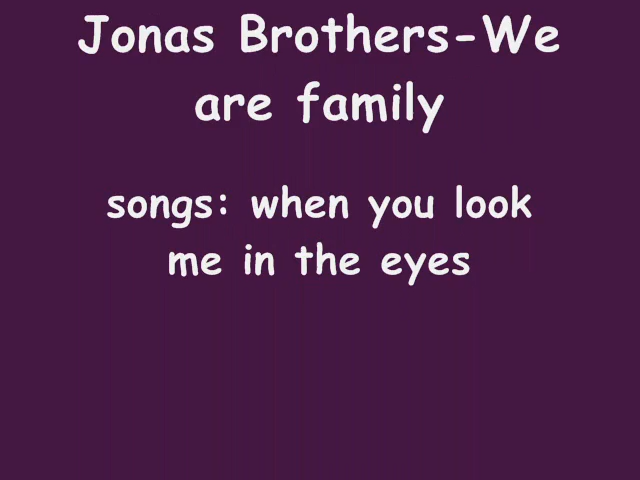 Jonas Brothers-We
are family
songs: when you look
me in the eyes